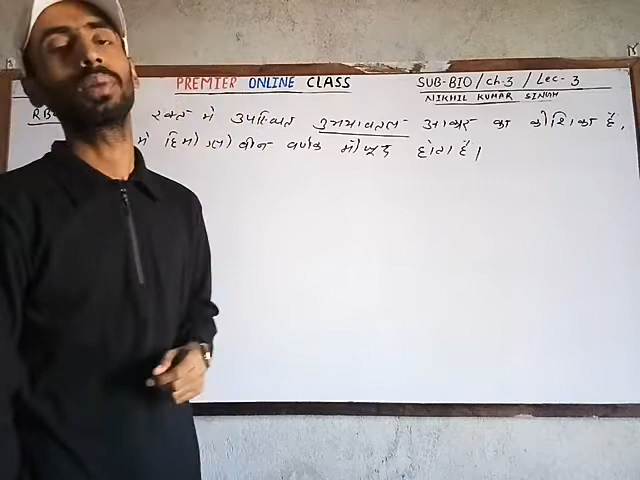 PREMIER ONLINE CLASS
SUB-BIO/ch-3/Lec-3
NIKHIL KUMAR SINGH
RB
रक्त में उपस्थित उभयावतल आकार का कोशिका है,
में हिमोग्लोबीन वर्णक मौजूद होता है।